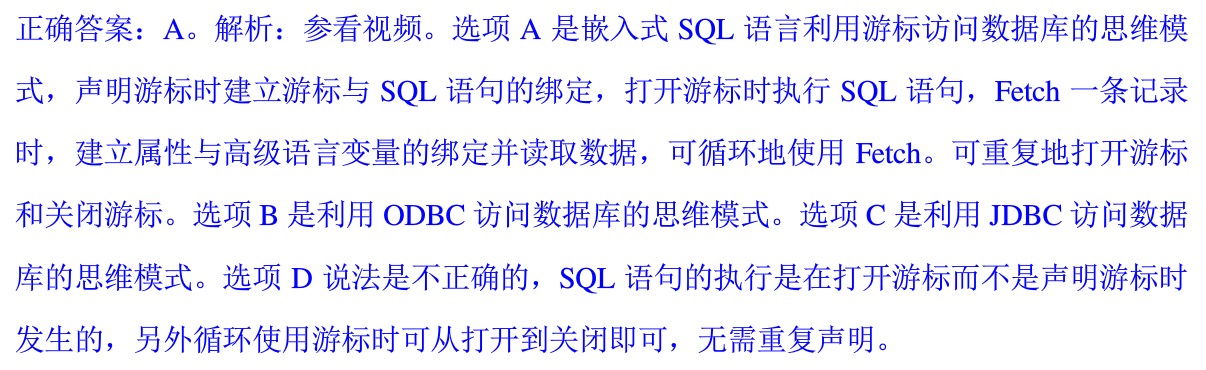 正确答案：A。解析：参看视频。选项 A 是嵌入式 SQL 语言利用游标访问数据库的思维模
式，声明游标时建立游标与 SQL 语句的绑定，打开游标时执行 SQL 语句，Fetch 一条记录
时，建立属性与高级语言变量的绑定并读取数据，可循环地使用 Fetch。可重复地打开游标
和关闭游标。选项 B 是利用 ODBC 访问数据库的思维模式。选项 C 是利用 JDBC 访问数据
库的思维模式。选项 D 说法是不正确的，SQL 语句的执行是在打开游标而不是声明游标时
发生的，另外循环使用游标时可从打开到关闭即可，无需重复声明。